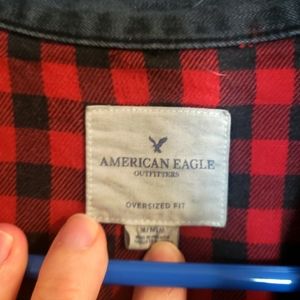 AMERICAN EAGLE
OUTFITTERS
OVERSIZED FIT
M/M/M